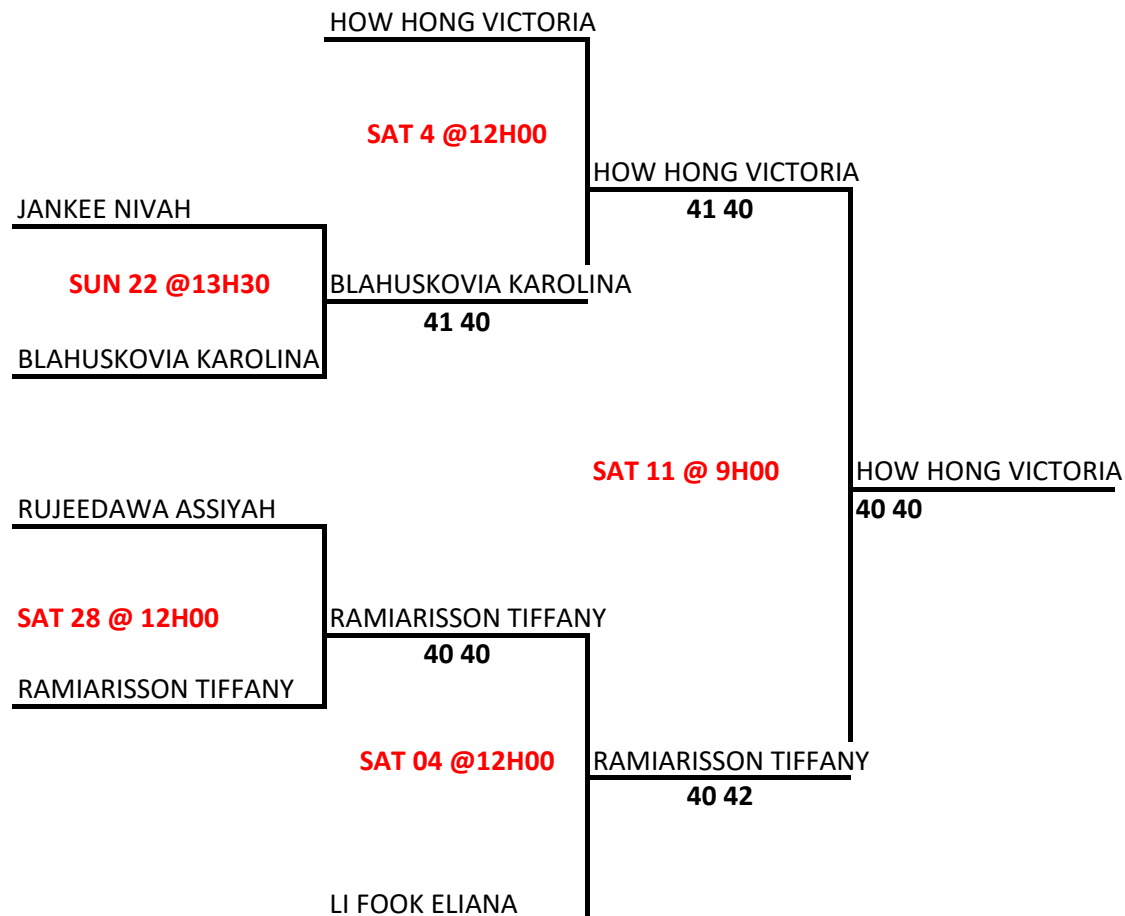 HOW HONG VICTORIA
SAT 4 @12H00
HOW HONG VICTORIA
41 40
JANKEE NIVAH
SUN 22 @13H30
BLAHUSKOVIA KAROLINA
41 40
BLAHUSKOVIA KAROLINA
SAT 11 @ 9H00
HOW HONG VICTORIA
40 40
RUJEEDAWA ASSIYAH
SAT 28 @ 12H00
RAMIARISSON TIFFANY
40 40
RAMIARISSON TIFFANY
SAT 04 @12H00
RAMIARISSON TIFFANY
40 42
LI FOOK ELIANA